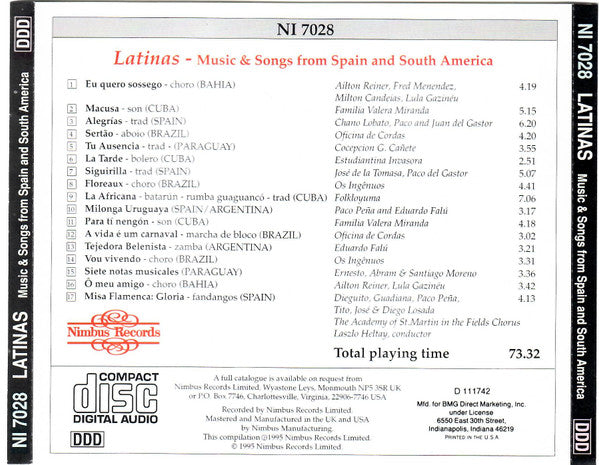 NI 7028
Latinas - Music & Songs from Spain and South America
1 Eu quero sossego - choro (BAHIA) Ailton Reiner, Fred Menendez, 4.19
Milton Candeias, Lula Gazinêu
2 Macusa - son (CUBA) Familia Valera Miranda 5.15
3 Alegrías - trad (SPAIN) Chano Lobato, Paco and Juan del Gastor 6.20
4 Sertão - aboio (BRAZIL) Oficina de Cordas 4.20
5 Tu Ausencia - trad - (PARAGUAY) Cocepcion G. Cañete 3.55
6 La Tarde - bolero (CUBA) Estudiantina Invasora 2.51
7 Siguirilla - trad (SPAIN) José de la Tomasa, Paco del Gastor 5.07
8 Floreaux - choro (BRAZIL) Os Ingênuos 4.41
9 La Africana - batarún - rumba guaguancó - trad (CUBA) Folkloyuma 7.06
10 Milonga Uruguaya (SPAIN/ARGENTINA) Paco Peña and Eduardo Falú 3.17
11 Para ti nengón - son (CUBA) Familia Valera Miranda 4.18
12 A vida é um carnaval - marcha de bloco (BRAZIL) Oficina de Cordas 3.02
13 Tejedora Belenista - zamba (ARGENTINA) Eduardo Falú 3.21
14 Vou vivendo - choro (BRAZIL) Os Ingênuos 3.11
15 Siete notas musicales (PARAGUAY) Ernesto, Abram & Santiago Moreno 3.36
16 Ô meu amigo - choro (BAHIA) Ailton Reiner, Lula Gazinêu 3.42
17 Misa Flamenca: Gloria - fandangos (SPAIN) Dieguito, Guadiana, Paco Peña, 4.13
Tito, José & Diego Losada
The Academy of St.Martin in the Fields Chorus
Laszlo Heltay, conductor
Nimbus Records
Total playing time 73.32
COMPACT
disc
DIGITAL AUDIO
DDD
A full catalogue is available on request from
Nimbus Records Limited, Wyastone Leys, Monmouth NP5 3SR UK
or P.O. Box 7746, Charlottesville, Virginia, 22906-7746 USA
Recorded by Nimbus Records Limited.
Mastered and Manufactured in the UK and USA
by Nimbus Manufacturing.
This compilation ℗1995 Nimbus Records Limited.
© 1995 Nimbus Records Limited.
D 111742
Mfd. for BMG Direct Marketing, Inc.
under License
6550 East 30th Street,
Indianapolis, Indiana 46219
PRINTED IN THE U.S.A.
NI 7028 LATINAS Music & Songs from Spain and South America DDD
NI 7028 LATINAS Music & Songs from Spain and South America DDD